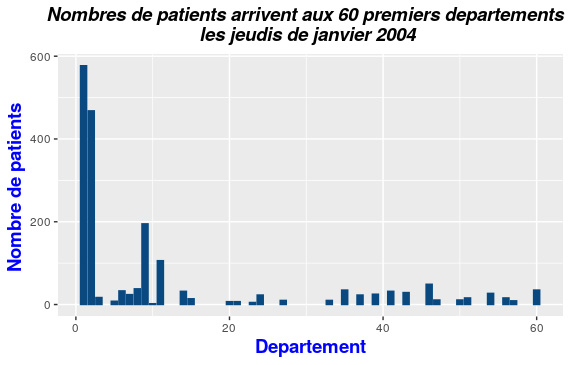 Nombres de patients arrivent aux 60 premiers departements
les jeudis de janvier 2004
600
400
200
0
Nombre de patients
0 20 40 60
Departement